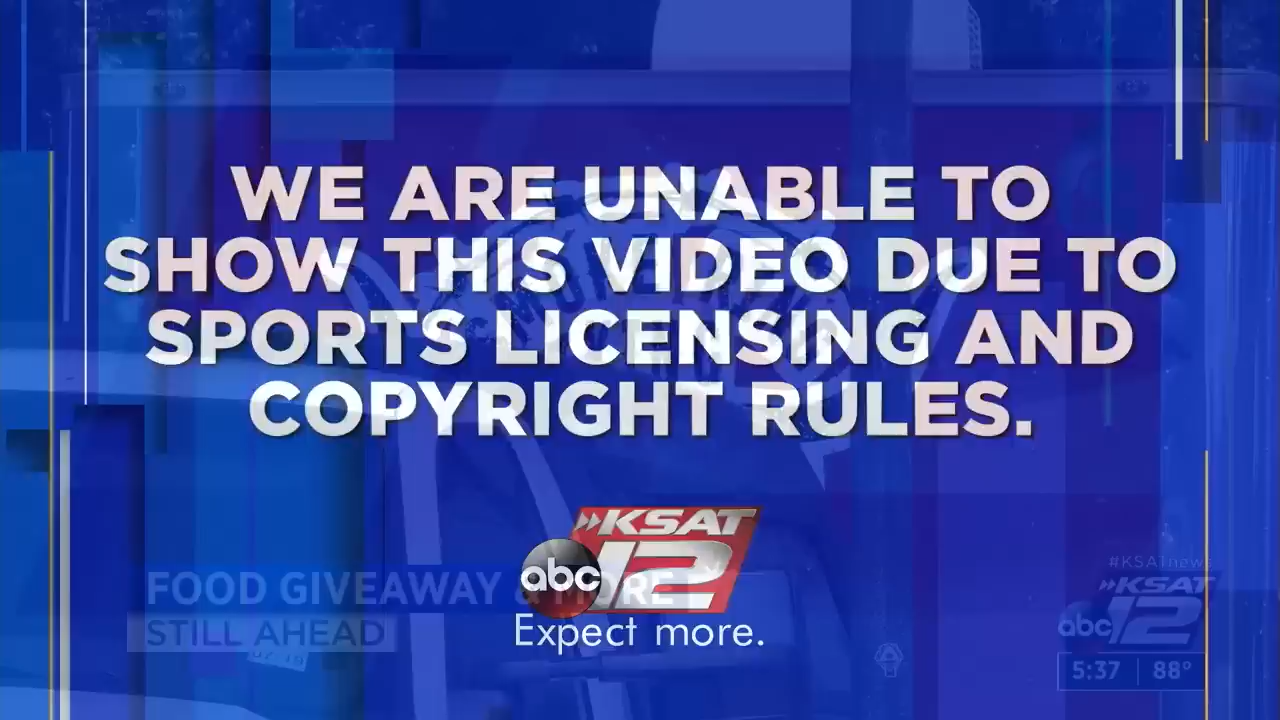 WE ARE UNABLE TO
SHOW THIS VIDEO DUE TO
SPORTS LICENSING AND
COPYRIGHT RULES.
KSAT
abc 12
Expect more.
FOOD GIVEAWAY & MORE
STILL AHEAD
#KSATnews
KSAT
abc 12
5:37 88°